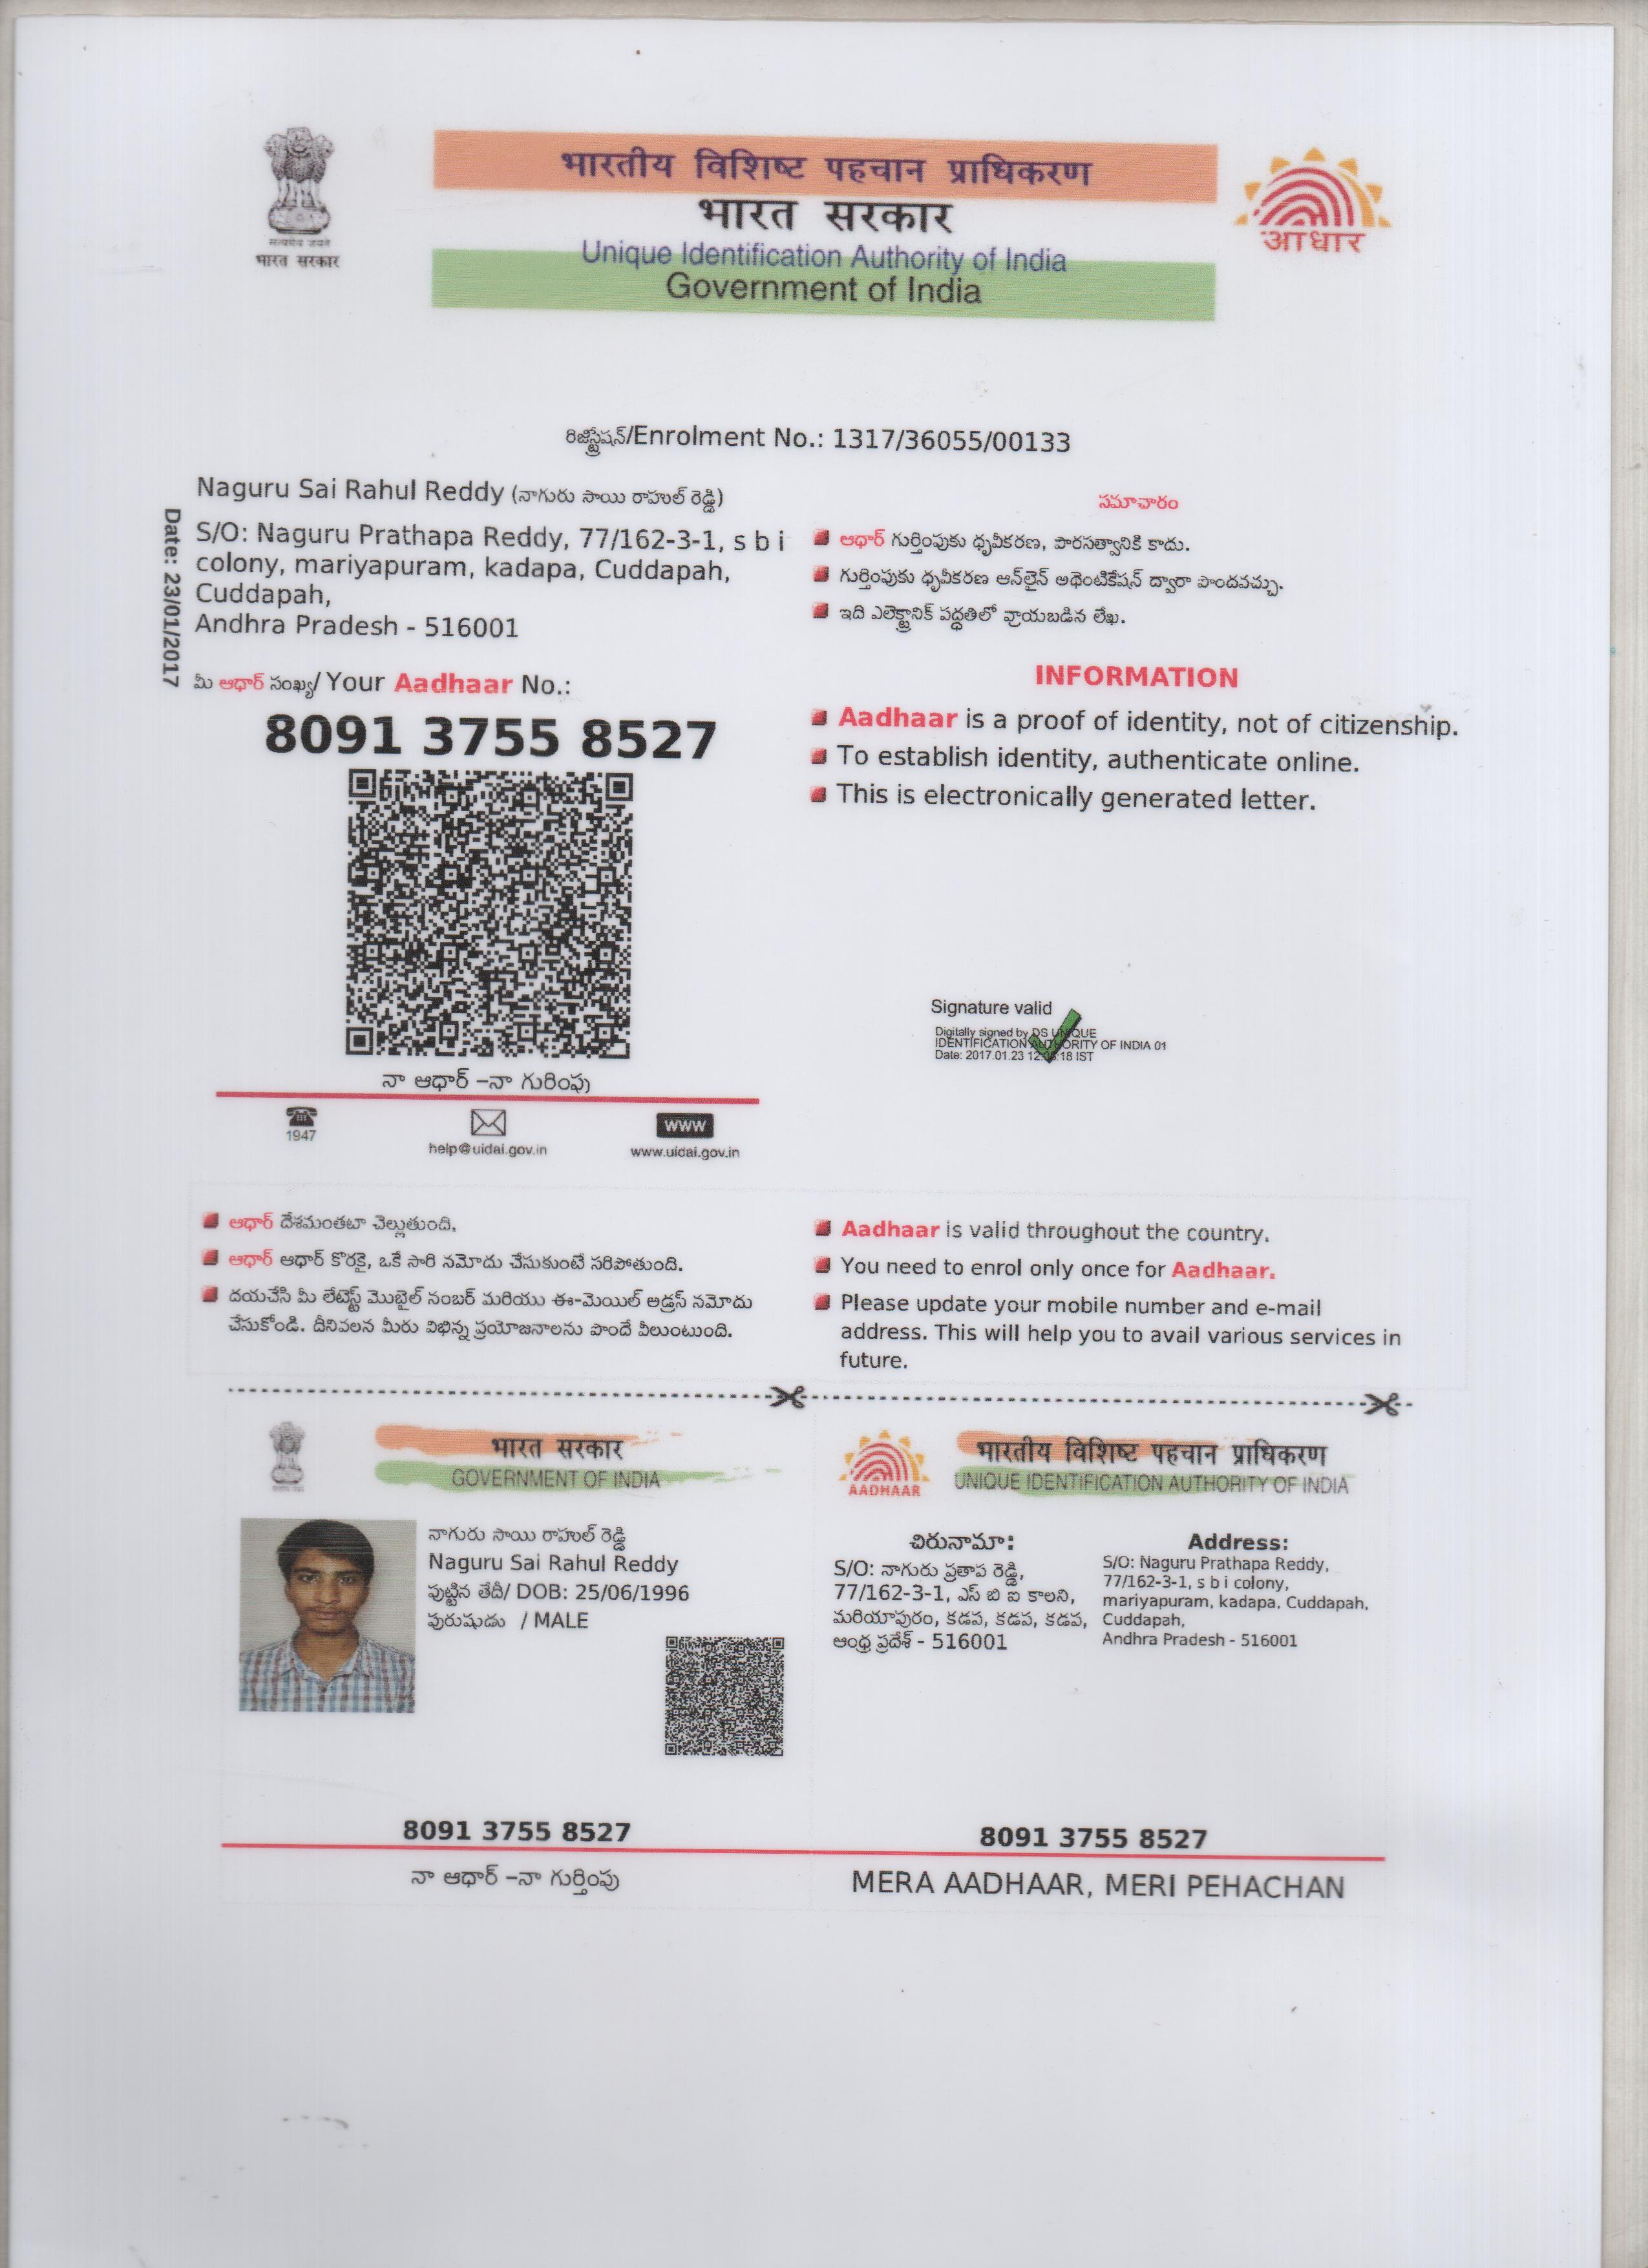 भारतीय विशिष्ट पहचान प्राधिकरण
भारत सरकार
Unique Identification Authority of India
Government of India
सत्यमेव जयते
भारत सरकार
आधार
రిజిస్ట్రేషన్/Enrolment No.: 1317/36055/00133
Date: 23/01/2017
Naguru Sai Rahul Reddy (నాగురు సాయి రాహుల్ రెడ్డి)
S/O: Naguru Prathapa Reddy, 77/162-3-1, s b i
colony, mariyapuram, kadapa, Cuddapah,
Cuddapah,
Andhra Pradesh - 516001
మీ ఆధార్ సంఖ్య/ Your Aadhaar No.:
8091 3755 8527
నా ఆధార్ –నా గుర్తింపు
1947
help@uidai.gov.in
WWW
www.uidai.gov.in
సమాచారం
ఆధార్ గుర్తింపుకు ధృవీకరణ, పౌరసత్వానికి కాదు.
గుర్తింపుకు ధృవీకరణ ఆన్‌లైన్ అథెంటికేషన్ ద్వారా పొందవచ్చు.
ఇది ఎలెక్ట్రానిక్ పద్ధతిలో వ్రాయబడిన లేఖ.
INFORMATION
Aadhaar is a proof of identity, not of citizenship.
To establish identity, authenticate online.
This is electronically generated letter.
Signature valid
Digitally signed by DS UNIQUE
IDENTIFICATION AUTHORITY OF INDIA 01
Date: 2017.01.23 IST
ఆధార్ దేశమంతటా చెల్లుతుంది.
ఆధార్ ఆధార్ కొరకై, ఒకే సారి నమోదు చేసుకుంటే సరిపోతుంది.
దయచేసి మీ లేటెస్ట్ మొబైల్ నంబర్ మరియు ఈ-మెయిల్ అడ్రస్ నమోదు
చేసుకోండి. దీనివలన మీరు విభిన్న ప్రయోజనాలను పొందే వీలుంటుంది.
Aadhaar is valid throughout the country.
You need to enrol only once for Aadhaar.
Please update your mobile number and e-mail
address. This will help you to avail various services in
future.
भारत सरकार
GOVERNMENT OF INDIA
నాగురు సాయి రాహుల్ రెడ్డి
Naguru Sai Rahul Reddy
పుట్టిన తేదీ/ DOB: 25/06/1996
పురుషుడు / MALE
8091 3755 8527
నా ఆధార్ –నా గుర్తింపు
AADHAAR
भारतीय विशिष्ट पहचान प्राधिकरण
UNIQUE IDENTIFICATION AUTHORITY OF INDIA
చిరునామా:
S/O: నాగురు ప్రతాప రెడ్డి,
77/162-3-1, ఎస్ బి ఐ కాలని,
మరియాపురం, కడప, కడప, కడప,
ఆంధ్ర ప్రదేశ్ - 516001
Address:
S/O: Naguru Prathapa Reddy,
77/162-3-1, s b i colony,
mariyapuram, kadapa, Cuddapah,
Cuddapah,
Andhra Pradesh - 516001
8091 3755 8527
MERA AADHAAR, MERI PEHACHAN